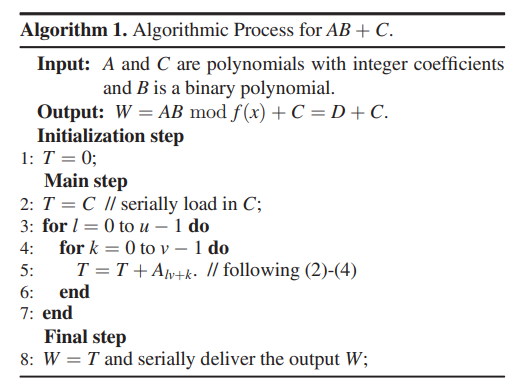 Algorithm 1. Algorithmic Process for AB + C.
Input: A and C are polynomials with integer coefficients
and B is a binary polynomial.
Output: W = AB mod f(x) + C = D + C.
Initialization step
1: T = 0;
Main step
2: T = C // serially load in C;
3: for l = 0 to u − 1 do
4: for k = 0 to v − 1 do
5: T = T + A_{lv+k}. // following (2)-(4)
6: end
7: end
Final step
8: W = T and serially deliver the output W;